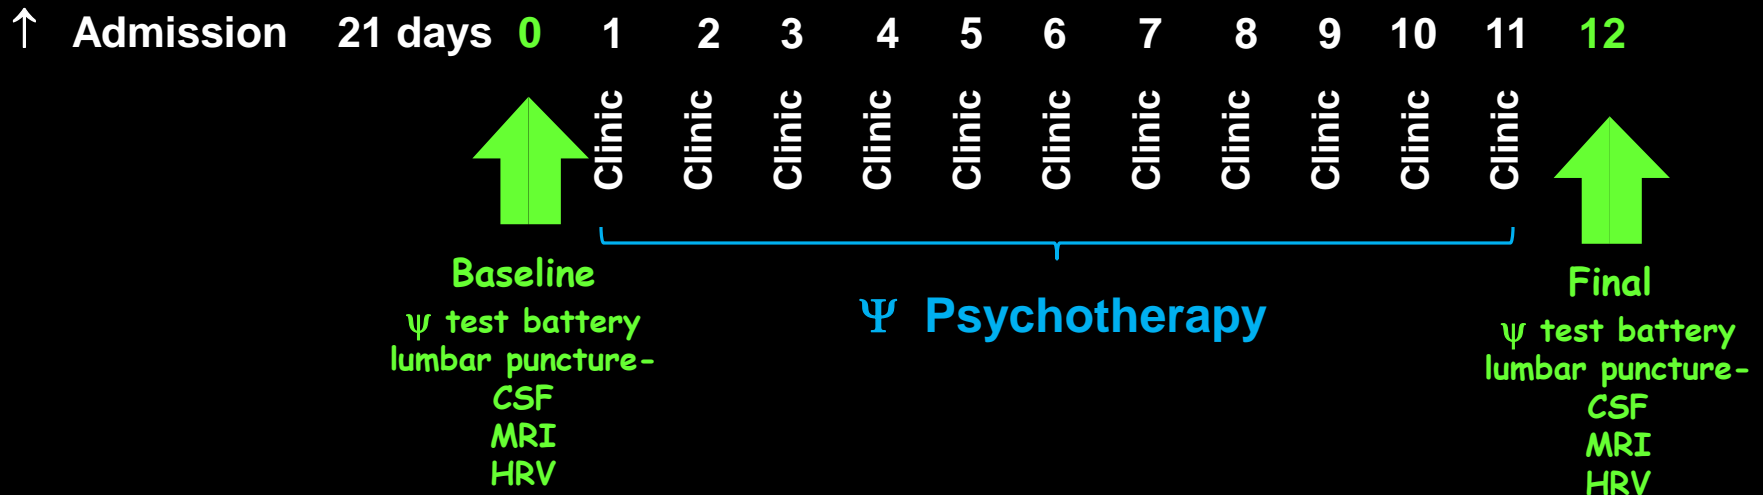 ↑ Admission 21 days 0 1 2 3 4 5 6 7 8 9 10 11 12
Clinic Clinic Clinic Clinic Clinic Clinic Clinic Clinic Clinic Clinic Clinic
Baseline
ψ test battery
lumbar puncture-
CSF
MRI
HRV
Ψ Psychotherapy
Final
ψ test battery
lumbar puncture-
CSF
MRI
HRV